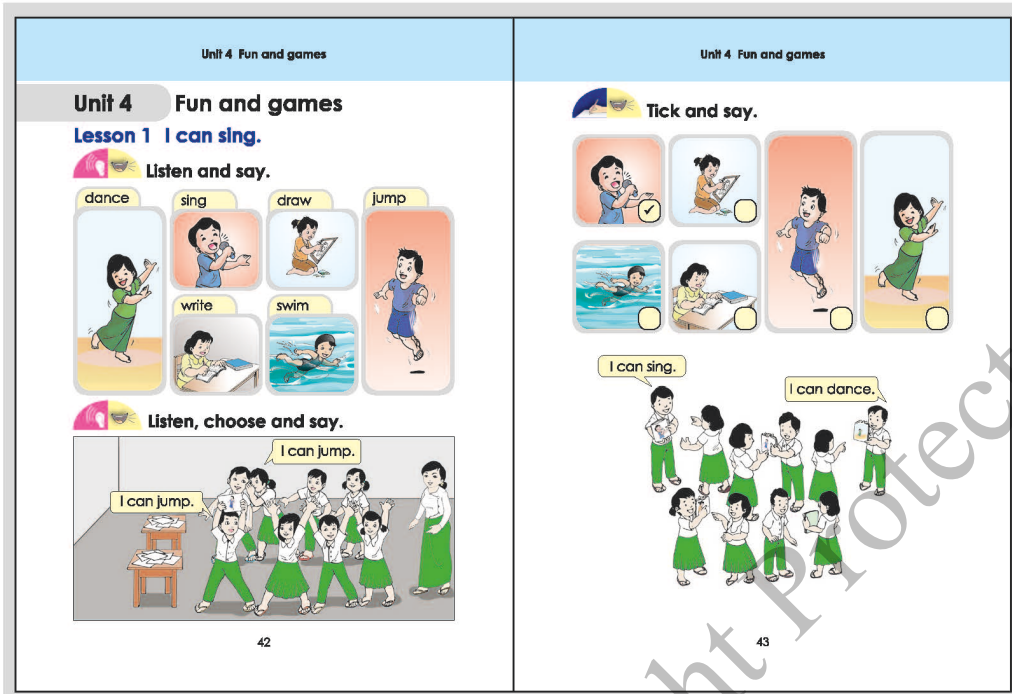 Unit 4 Fun and games
Unit 4 Fun and games
Lesson 1 I can sing.
Listen and say.
dance
sing
draw
jump
write
swim
Listen, choose and say.
I can jump.
I can jump.
42
Unit 4 Fun and games
Tick and say.
I can sing.
I can dance.
43
ht Protect